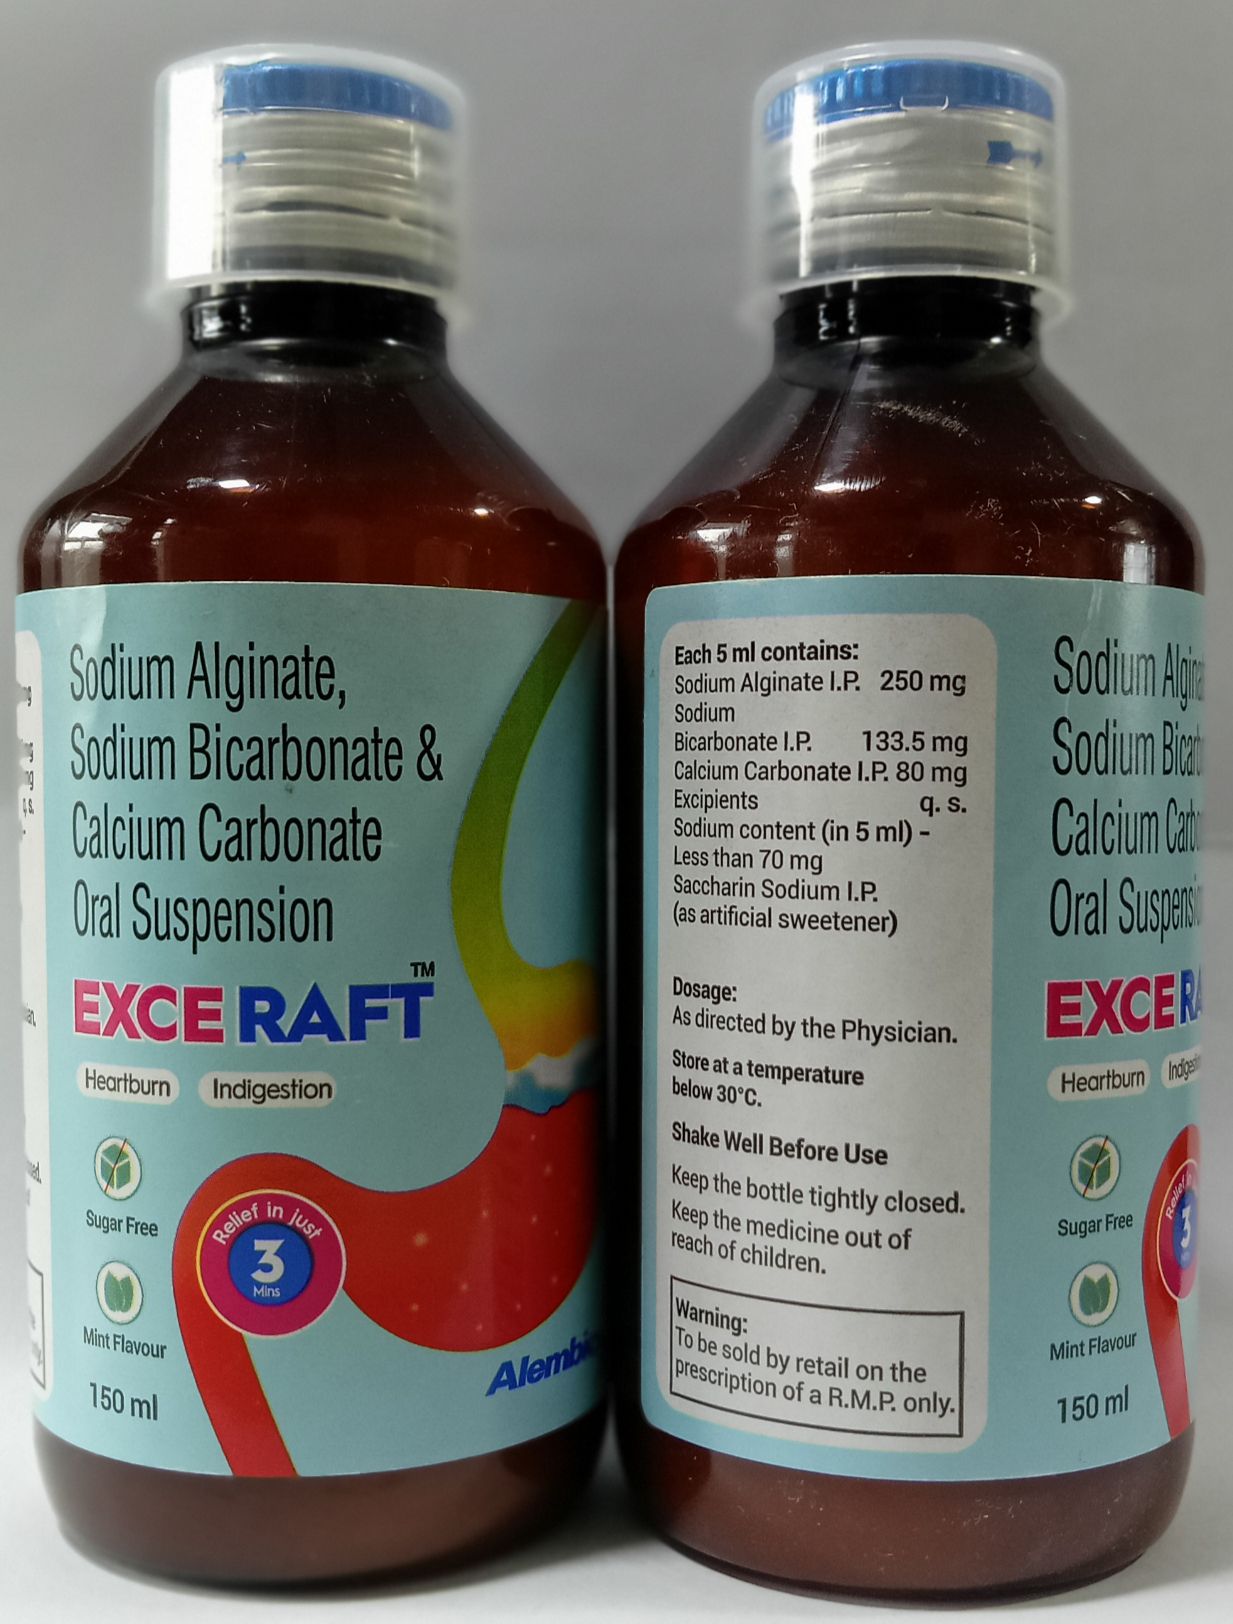 Sodium Alginate,
Sodium Bicarbonate &
Calcium Carbonate
Oral Suspension
EXCE RAFT™
Heartburn Indigestion
Sugar Free
Relief in just
3
Mins
Mint Flavour
150 ml
Alembic
Each 5 ml contains:
Sodium Alginate I.P. 250 mg
Sodium
Bicarbonate I.P. 133.5 mg
Calcium Carbonate I.P. 80 mg
Excipients q. s.
Sodium content (in 5 ml) -
Less than 70 mg
Saccharin Sodium I.P.
(as artificial sweetener)
Dosage:
As directed by the Physician.
Store at a temperature
below 30°C.
Shake Well Before Use
Keep the bottle tightly closed.
Keep the medicine out of
reach of children.
Warning:
To be sold by retail on the
prescription of a R.M.P. only.
Sodium
Sodium
Calcium
Oral
EXCE
Heartburn
Sugar Free
3
Mint Flavour
150 ml